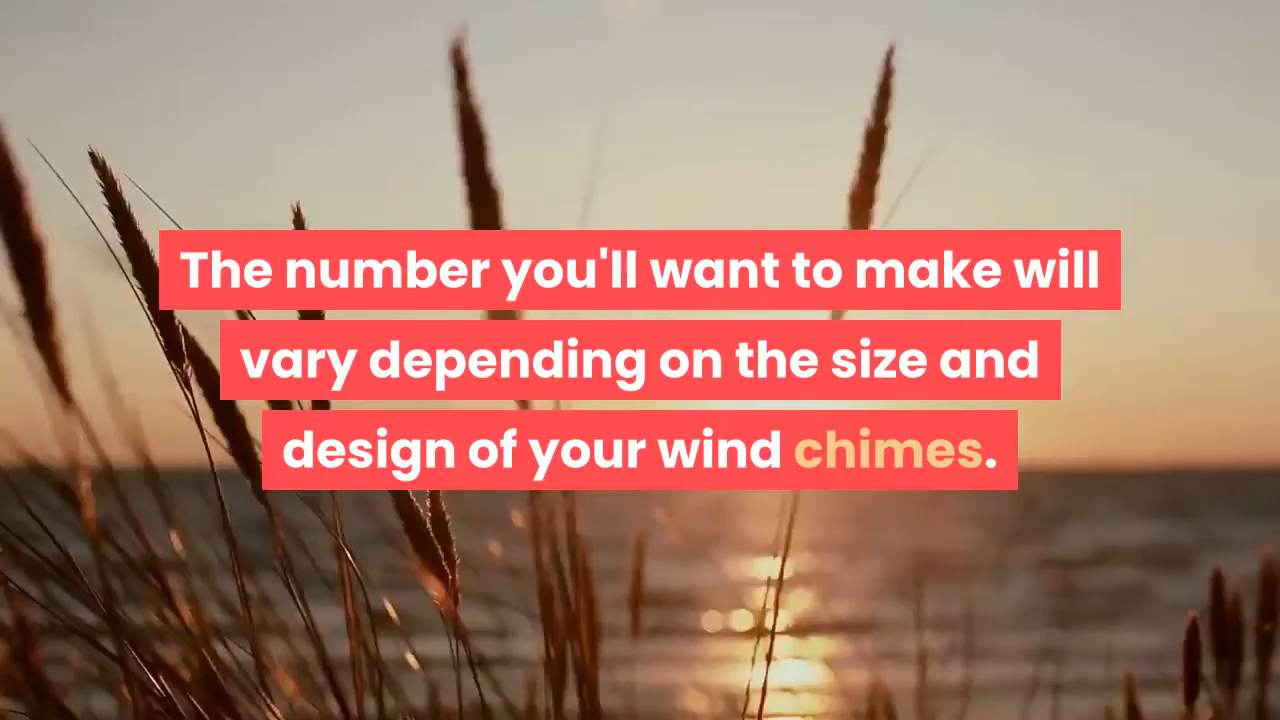 The number you'll want to make will
vary depending on the size and
design of your wind chimes.